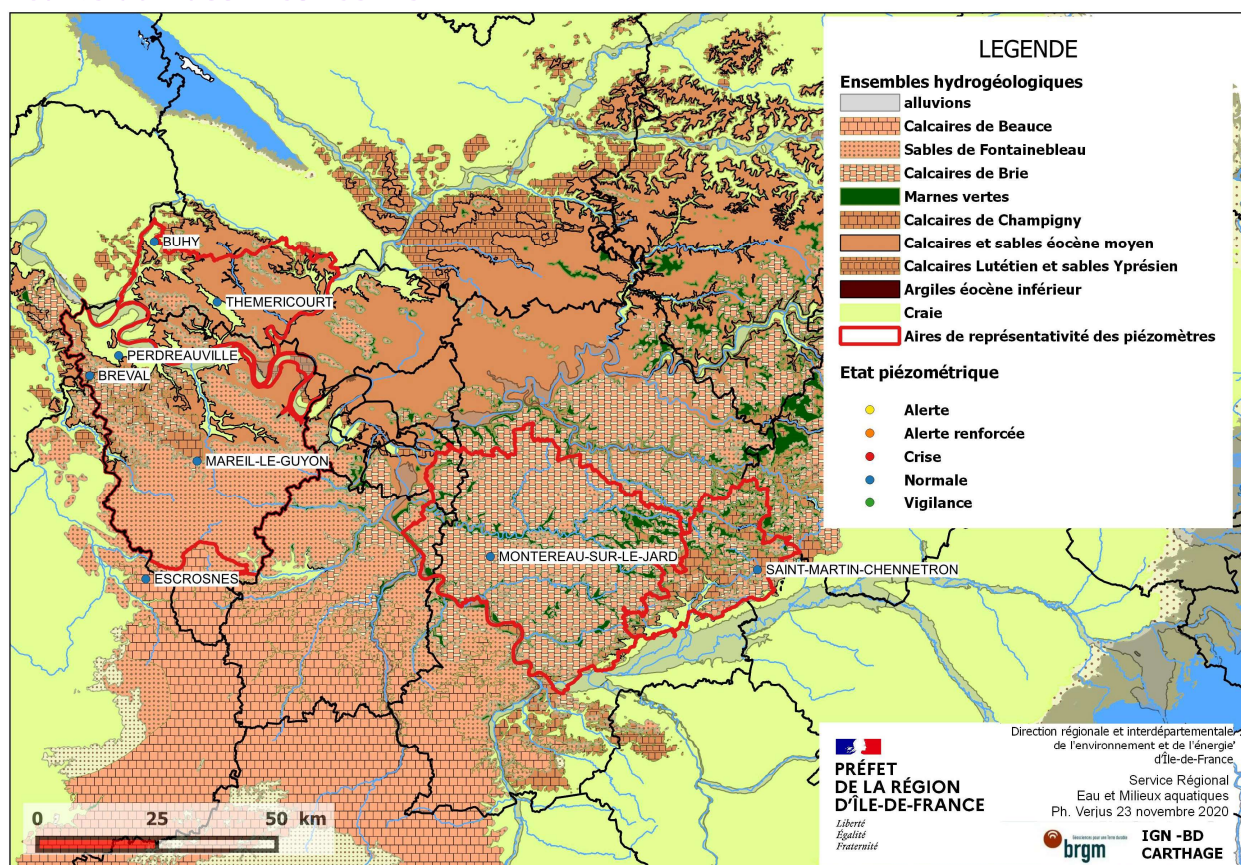 LEGENDE
Ensembles hydrogéologiques
alluvions
Calcaires de Beauce
Sables de Fontainebleau
Calcaires de Brie
Marnes vertes
Calcaires de Champigny
Calcaires et sables éocène moyen
Calcaires Lutétien et sables Yprésien
Argiles éocène inférieur
Craie
Aires de représentativité des piézomètres
Etat piézométrique
Alerte
Alerte renforcée
Crise
Normale
Vigilance
BUHY
THEMERICOURT
PERDREAUVILLE
BREVAL
MAREIL-LE-GUYON
ESCROSNES
MONTEREAU-SUR-LE-JARD
SAINT-MARTIN-CHENNETRON
0 25 50 km
PRÉFET
DE LA RÉGION
D'ÎLE-DE-FRANCE
Liberté
Égalité
Fraternité
Direction régionale et interdépartementale
de l'environnement et de l'énergie
d'Île-de-France
Service Régional
Eau et Milieux aquatiques
Ph. Verjus 23 novembre 2020
Géosciences pour une Terre durable
brgm
IGN -BD
CARTHAGE